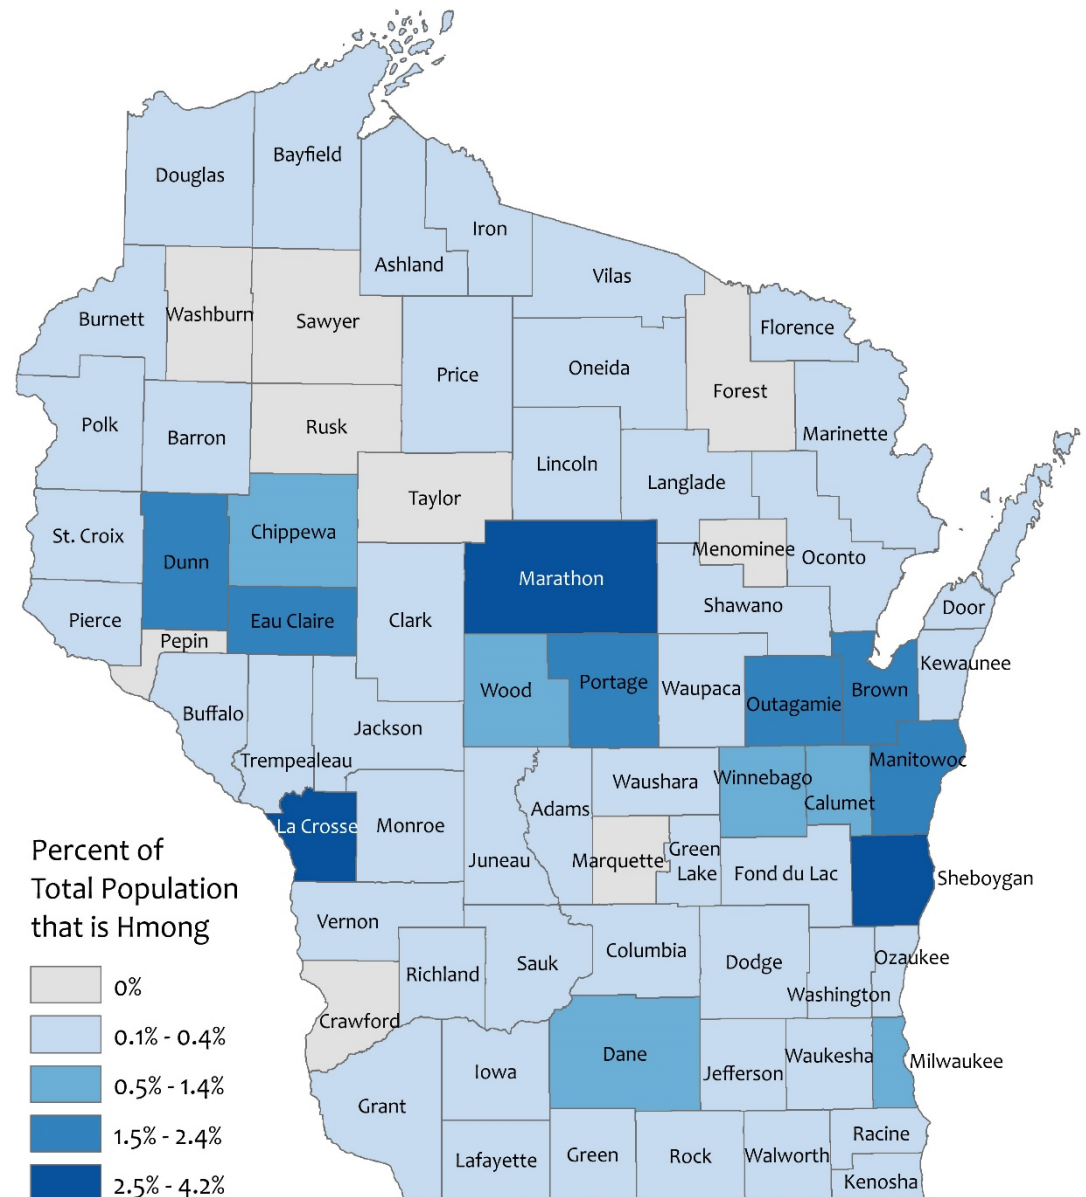 Douglas
Bayfield
Iron
Ashland
Vilas
Burnett
Washburn
Sawyer
Florence
Price
Oneida
Forest
Polk
Barron
Rusk
Marinette
Lincoln
Langlade
Taylor
St. Croix
Chippewa
Dunn
Marathon
Menominee
Oconto
Shawano
Door
Pierce
Eau Claire
Clark
Pepin
Kewaunee
Wood
Portage
Waupaca
Outagamie
Brown
Buffalo
Jackson
Trempealeau
Manitowoc
Waushara
Winnebago
Calumet
Adams
La Crosse
Monroe
Juneau
Marquette
Green
Lake
Fond du Lac
Sheboygan
Percent of
Total Population
that is Hmong
0%
0.1% - 0.4%
0.5% - 1.4%
1.5% - 2.4%
2.5% - 4.2%
Vernon
Richland
Sauk
Columbia
Dodge
Ozaukee
Washington
Crawford
Dane
Iowa
Jefferson
Waukesha
Milwaukee
Grant
Lafayette
Green
Rock
Walworth
Racine
Kenosha